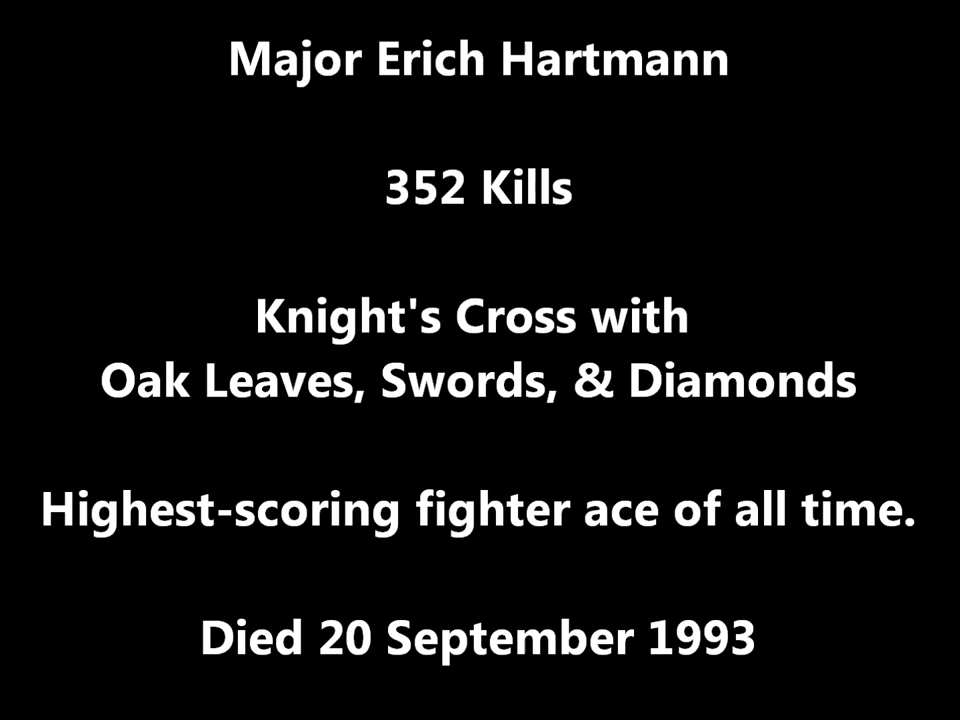 Major Erich Hartmann
352 Kills
Knight's Cross with
Oak Leaves, Swords, & Diamonds
Highest-scoring fighter ace of all time.
Died 20 September 1993